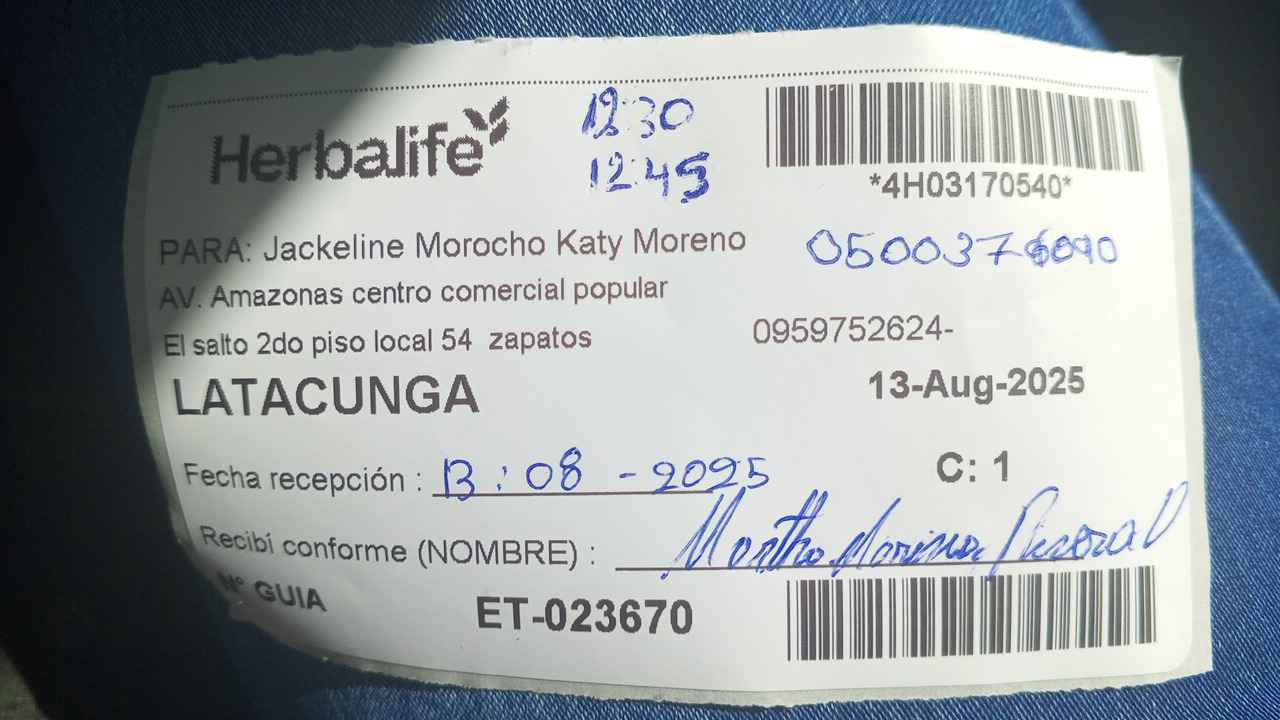 Herbalife
12:30
12:45
*4H03170540*
PARA: Jackeline Morocho Katy Moreno
AV. Amazonas centro comercial popular
El salto 2do piso local 54 zapatos
0959752624-
LATACUNGA
13-Aug-2025
Fecha recepción : 13 : 08 - 2025
C: 1
Recibí conforme (NOMBRE) :
N° GUIA
ET-023670